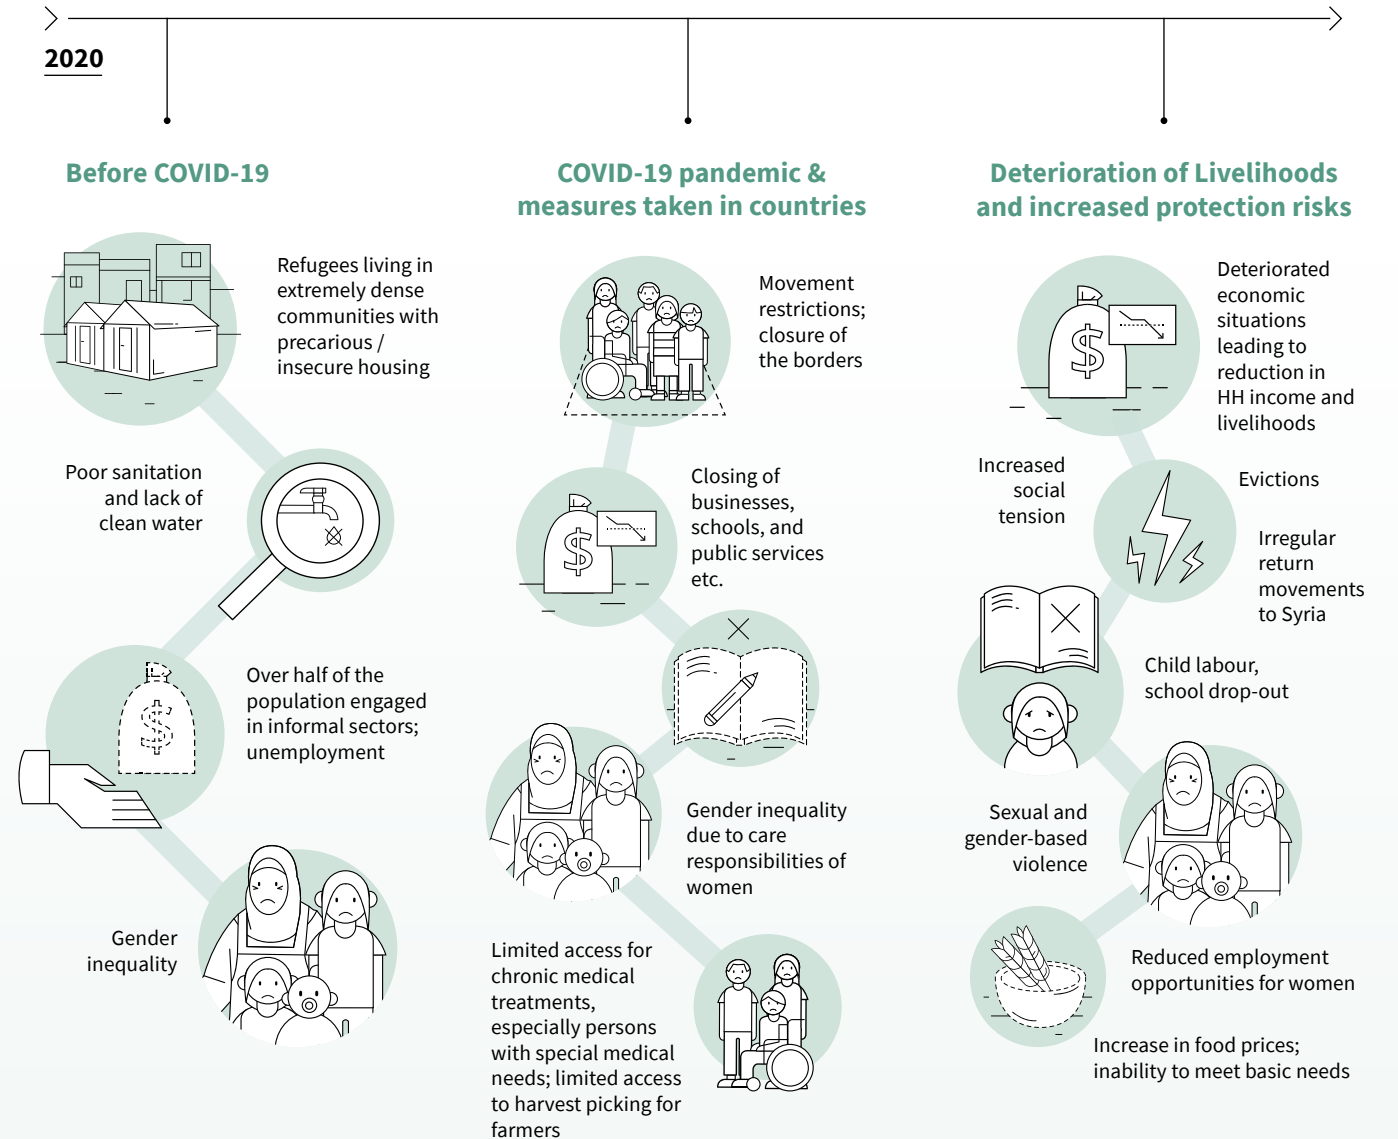 2020
Before COVID-19
Refugees living in
extremely dense
communities with
precarious /
insecure housing
Poor sanitation
and lack of
clean water
Over half of the
population engaged
in informal sectors;
unemployment
Gender
inequality
COVID-19 pandemic &
measures taken in countries
Movement
restrictions;
closure of
the borders
Closing of
businesses,
schools, and
public services
etc.
Gender inequality
due to care
responsibilities of
women
Limited access for
chronic medical
treatments,
especially persons
with special medical
needs; limited access
to harvest picking for
farmers
Deterioration of Livelihoods
and increased protection risks
Deteriorated
economic
situations
leading to
reduction in
HH income and
livelihoods
Increased
social
tension
Evictions
Irregular
return
movements
to Syria
Child labour,
school drop-out
Sexual and
gender-based
violence
Reduced employment
opportunities for women
Increase in food prices;
inability to meet basic needs
$
$
$